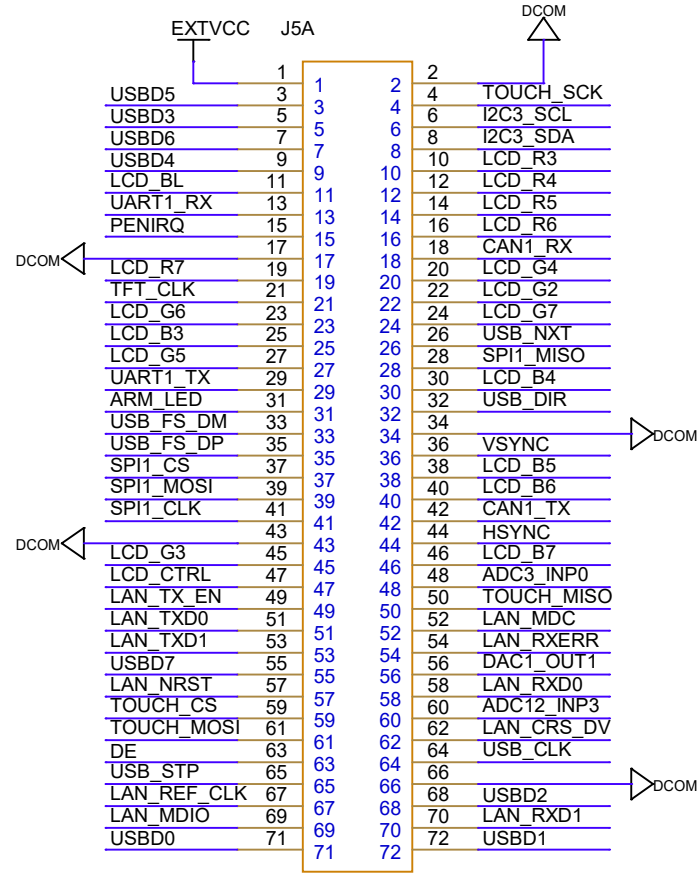 DCOM
EXTVCC J5A
1 1 2 2
USBD5 3 3 4 4 TOUCH_SCK
USBD3 5 5 6 6 I2C3_SCL
USBD6 7 7 8 8 I2C3_SDA
USBD4 9 9 10 10 LCD_R3
LCD_BL 11 11 12 12 LCD_R4
UART1_RX 13 13 14 14 LCD_R5
PENIRQ 15 15 16 16 LCD_R6
DCOM 17 17 18 18 CAN1_RX
LCD_R7 19 19 20 20 LCD_G4
TFT_CLK 21 21 22 22 LCD_G2
LCD_G6 23 23 24 24 LCD_G7
LCD_B3 25 25 26 26 USB_NXT
LCD_G5 27 27 28 28 SPI1_MISO
UART1_TX 29 29 30 30 LCD_B4
ARM_LED 31 31 32 32 USB_DIR
USB_FS_DM 33 33 34 34 DCOM
USB_FS_DP 35 35 36 36 VSYNC
SPI1_CS 37 37 38 38 LCD_B5
SPI1_MOSI 39 39 40 40 LCD_B6
SPI1_CLK 41 41 42 42 CAN1_TX
DCOM 43 43 44 44 HSYNC
LCD_G3 45 45 46 46 LCD_B7
LCD_CTRL 47 47 48 48 ADC3_INP0
LAN_TX_EN 49 49 50 50 TOUCH_MISO
LAN_TXD0 51 51 52 52 LAN_MDC
LAN_TXD1 53 53 54 54 LAN_RXERR
USBD7 55 55 56 56 DAC1_OUT1
LAN_NRST 57 57 58 58 LAN_RXD0
TOUCH_CS 59 59 60 60 ADC12_INP3
TOUCH_MOSI 61 61 62 62 LAN_CRS_DV
DE 63 63 64 64 USB_CLK
USB_STP 65 65 66 66 DCOM
LAN_REF_CLK 67 67 68 68 USBD2
LAN_MDIO 69 69 70 70 LAN_RXD1
USBD0 71 71 72 72 USBD1